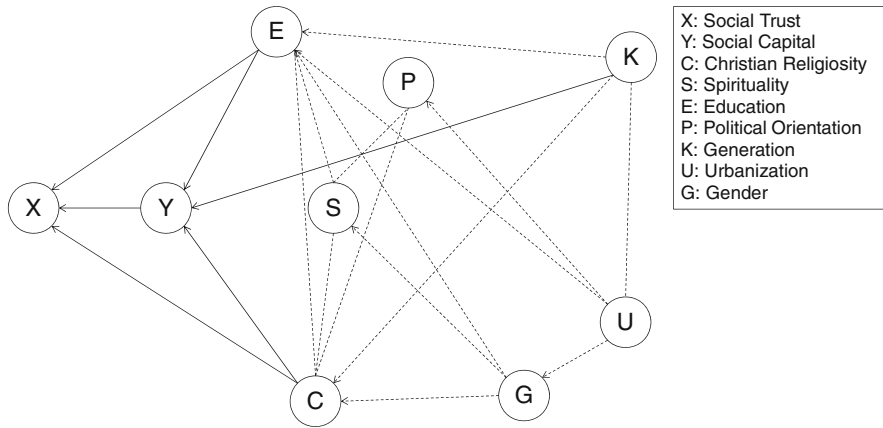 E
K
P
X
Y
S
U
C
G
X: Social Trust
Y: Social Capital
C: Christian Religiosity
S: Spirituality
E: Education
P: Political Orientation
K: Generation
U: Urbanization
G: Gender